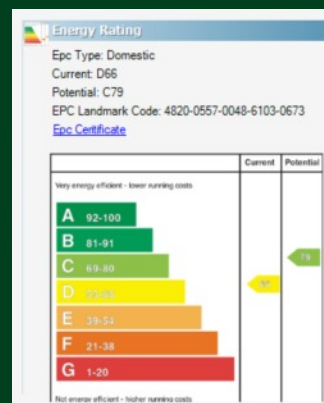 Energy Rating
Epc Type: Domestic
Current: D66
Potential: C79
EPC Landmark Code: 4820-0557-0048-6103-0673
Epc Certificate
Current Potential
Very energy efficient - lower running costs
A 92-100
B 81-91
C 69-80
79
D
E 39-54
F 21-38
G 1-20
Not energy efficient - higher running costs